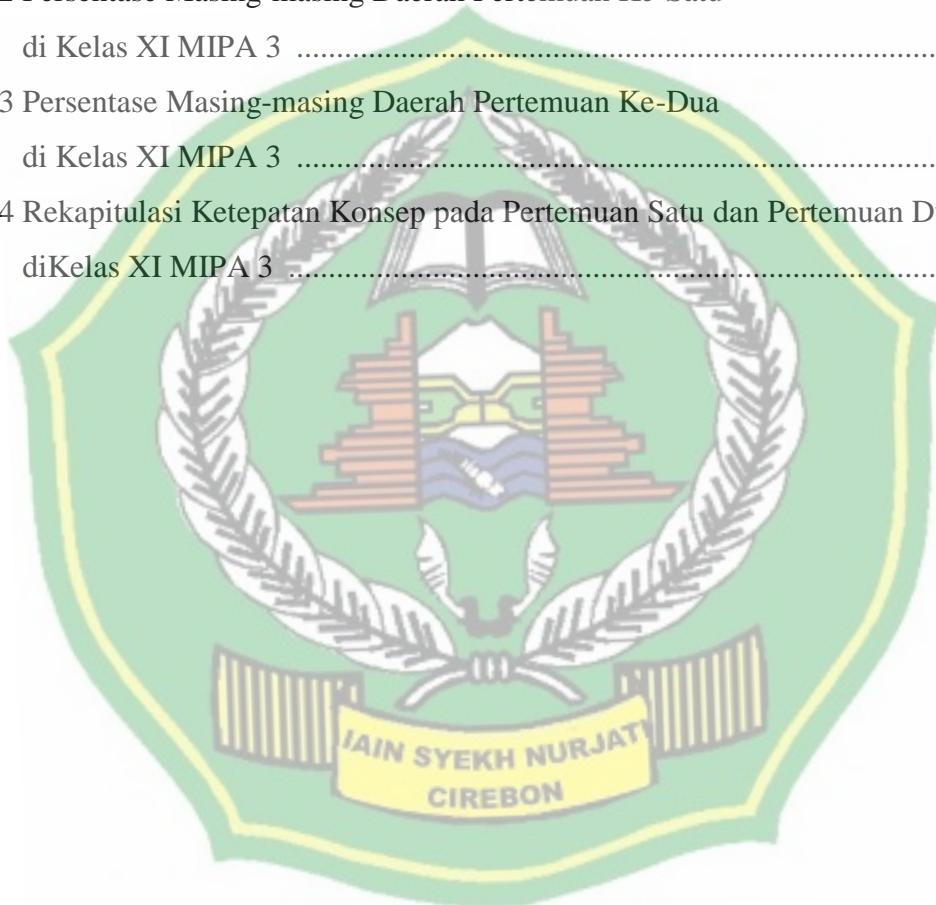 2 Persentase Masing-masing Daerah Pertemuan Ke-Satu
di Kelas XI MIPA 3 ..............................................................................
3 Persentase Masing-masing Daerah Pertemuan Ke-Dua
di Kelas XI MIPA 3 ..............................................................................
4 Rekapitulasi Ketepatan Konsep pada Pertemuan Satu dan Pertemuan D
diKelas XI MIPA 3 ..............................................................................
IAIN SYEKH NURJATI
CIREBON